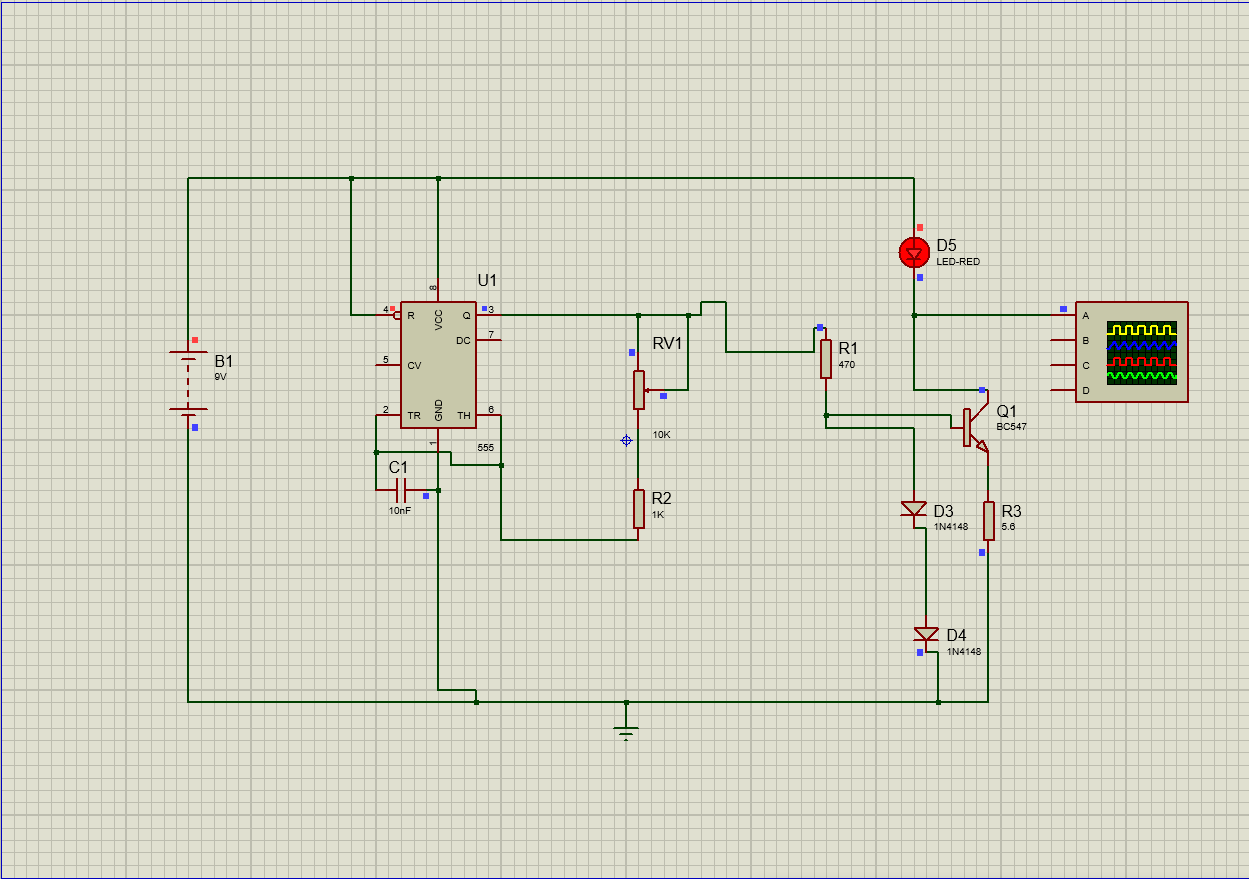 B1
9V
U1
4
R
8
VCC
Q
3
DC
7
5
CV
2
TR
GND
1
TH
6
555
C1
10nF
RV1
10K
R2
1K
R1
470
D5
LED-RED
A
B
C
D
Q1
BC547
D3
1N4148
R3
5.6
D4
1N4148